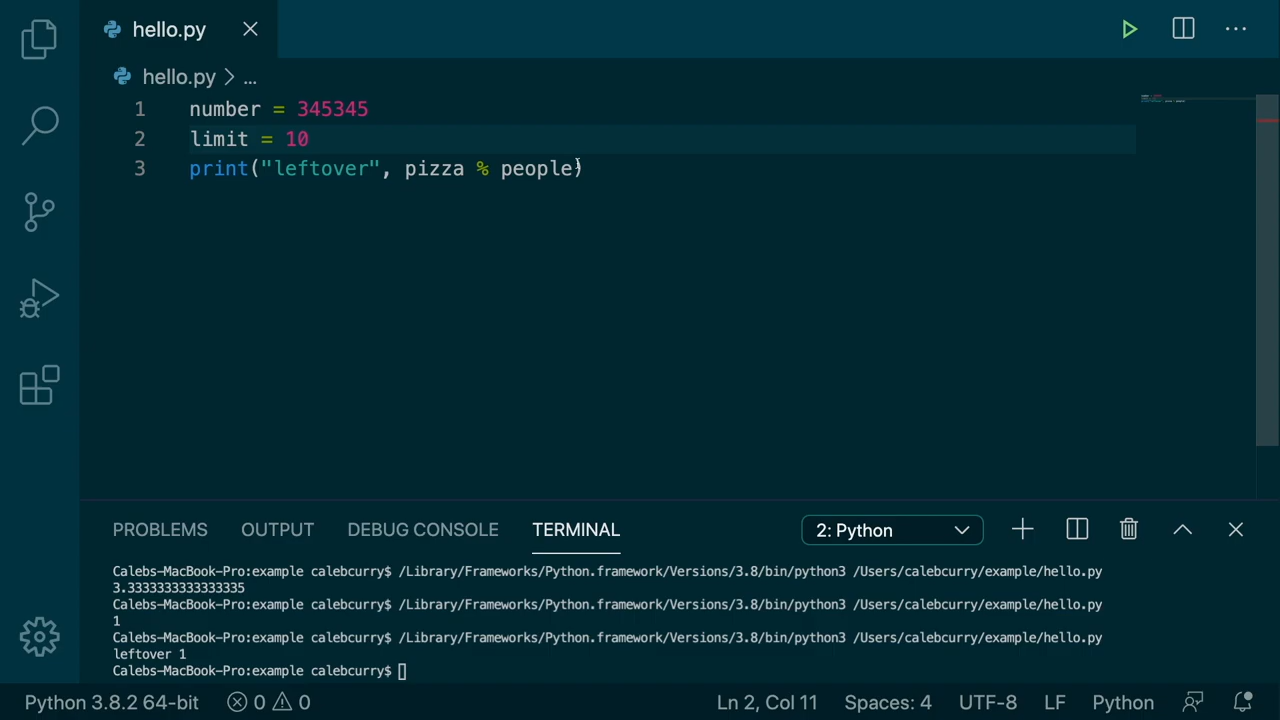 hello.py
hello.py > ...
1 number = 345345
2 limit = 10
3 print("leftover", pizza % people)
PROBLEMS OUTPUT DEBUG CONSOLE TERMINAL 2: Python
Calebs-MacBook-Pro:example calebcurry$ /Library/Frameworks/Python.framework/Versions/3.8/bin/python3 /Users/calebcurry/example/hello.py
3.3333333333333335
Calebs-MacBook-Pro:example calebcurry$ /Library/Frameworks/Python.framework/Versions/3.8/bin/python3 /Users/calebcurry/example/hello.py
1
Calebs-MacBook-Pro:example calebcurry$ /Library/Frameworks/Python.framework/Versions/3.8/bin/python3 /Users/calebcurry/example/hello.py
leftover 1
Calebs-MacBook-Pro:example calebcurry$
Python 3.8.2 64-bit 0 0 Ln 2, Col 11 Spaces: 4 UTF-8 LF Python